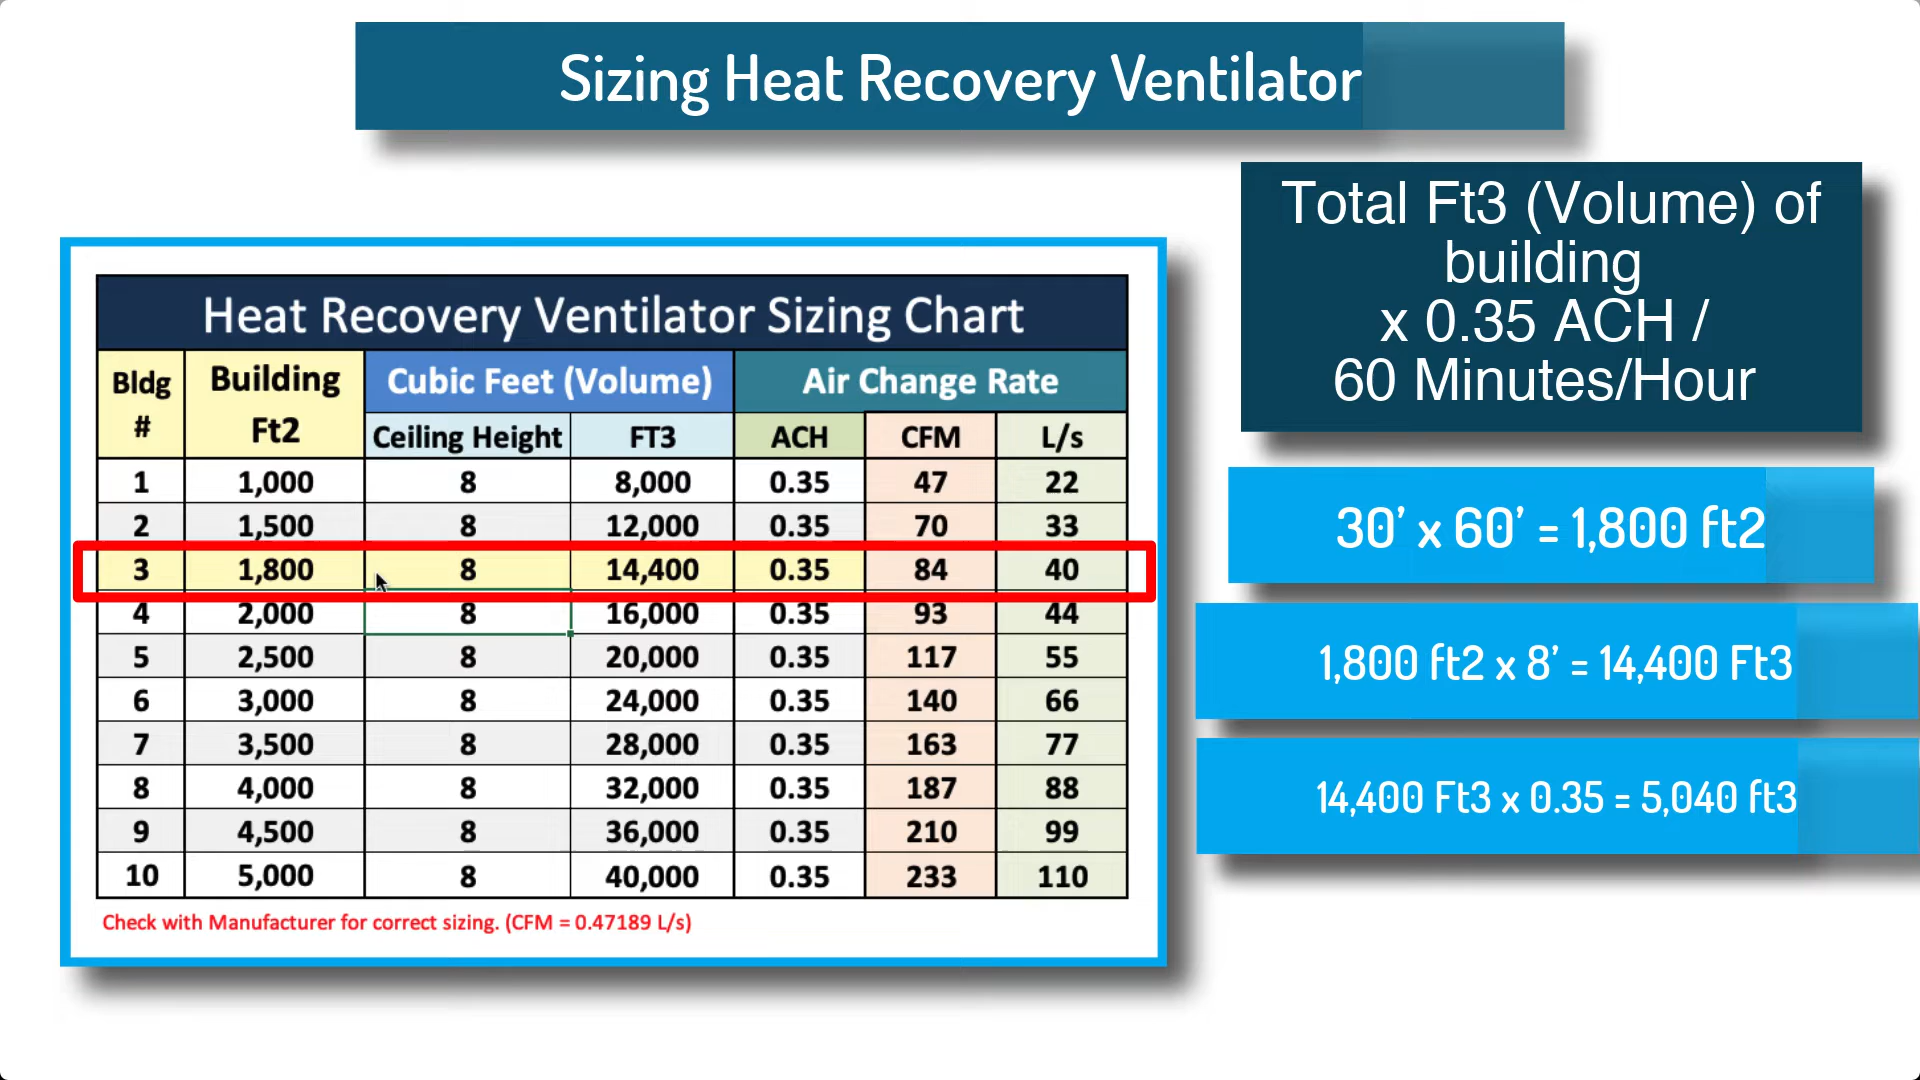 Sizing Heat Recovery Ventilator
Total Ft3 (Volume) of
building
x 0.35 ACH /
60 Minutes/Hour
Heat Recovery Ventilator Sizing Chart
Bldg # Building Ft2 Cubic Feet (Volume) Air Change Rate
Ceiling Height FT3 ACH CFM L/s
1 1,000 8 8,000 0.35 47 22
2 1,500 8 12,000 0.35 70 33
3 1,800 8 14,400 0.35 84 40
4 2,000 8 16,000 0.35 93 44
5 2,500 8 20,000 0.35 117 55
6 3,000 8 24,000 0.35 140 66
7 3,500 8 28,000 0.35 163 77
8 4,000 8 32,000 0.35 187 88
9 4,500 8 36,000 0.35 210 99
10 5,000 8 40,000 0.35 233 110
Check with Manufacturer for correct sizing. (CFM = 0.47189 L/s)
30’ x 60’ = 1,800 ft2
1,800 ft2 x 8’ = 14,400 Ft3
14,400 Ft3 x 0.35 = 5,040 ft3